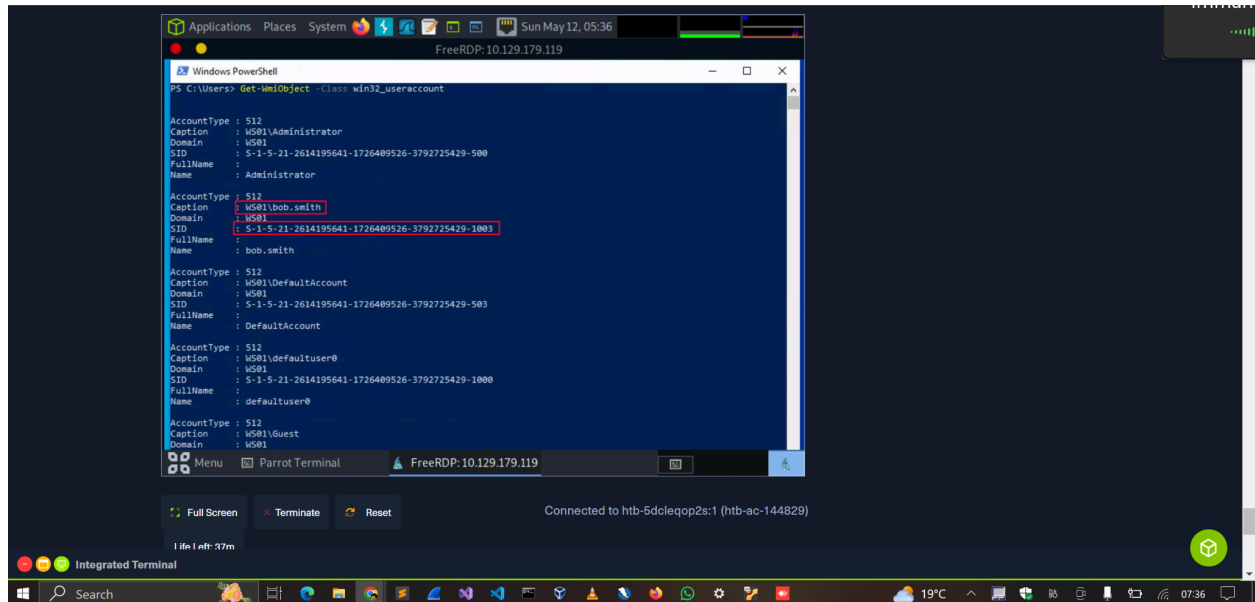 Applications Places System Sun May 12, 05:36
FreeRDP: 10.129.179.119
Windows PowerShell
PS C:\Users> Get-WmiObject -Class win32_useraccount
AccountType : 512
Caption : WS01\Administrator
Domain : WS01
SID : S-1-5-21-2614195641-1726409526-3792725429-500
FullName :
Name : Administrator
AccountType : 512
Caption : WS01\bob.smith
Domain : WS01
SID : S-1-5-21-2614195641-1726409526-3792725429-1003
FullName :
Name : bob.smith
AccountType : 512
Caption : WS01\DefaultAccount
Domain : WS01
SID : S-1-5-21-2614195641-1726409526-3792725429-503
FullName :
Name : DefaultAccount
AccountType : 512
Caption : WS01\defaultuser0
Domain : WS01
SID : S-1-5-21-2614195641-1726409526-3792725429-1000
FullName :
Name : defaultuser0
AccountType : 512
Caption : WS01\Guest
Domain : WS01
Menu Parrot Terminal FreeRDP: 10.129.179.119
Full Screen Terminate Reset Connected to htb-5dcleqop2s:1 (htb-ac-144829)
Life Left: 37m
Integrated Terminal
Search 19°C 07:36